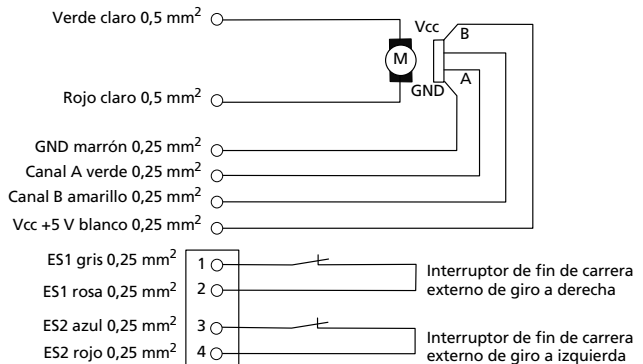 Verde claro 0,5 mm²
Vcc
B
M
A
GND
Rojo claro 0,5 mm²
GND marrón 0,25 mm²
Canal A verde 0,25 mm²
Canal B amarillo 0,25 mm²
Vcc +5 V blanco 0,25 mm²
ES1 gris 0,25 mm²
1
ES1 rosa 0,25 mm²
2
Interruptor de fin de carrera
externo de giro a derecha
ES2 azul 0,25 mm²
3
ES2 rojo 0,25 mm²
4
Interruptor de fin de carrera
externo de giro a izquierda